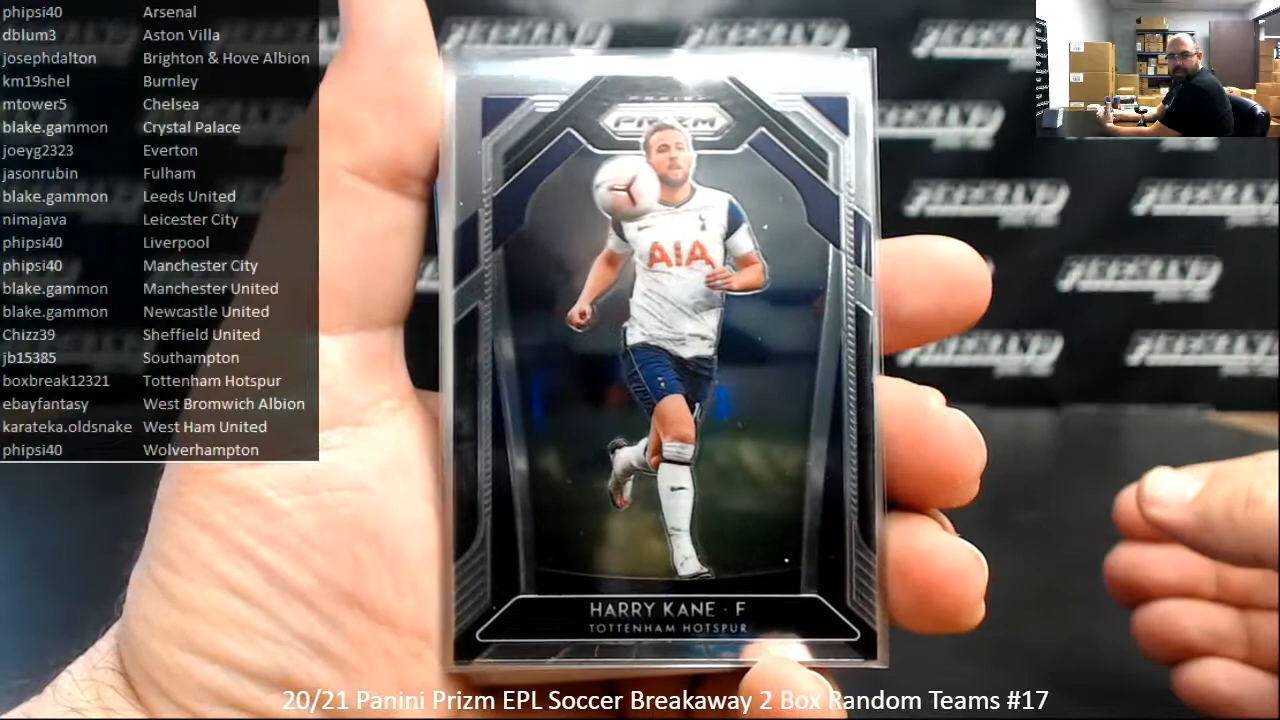 phipsi40 Arsenal
dblum3 Aston Villa
josephdalton Brighton & Hove Albion
km19shel Burnley
mtower5 Chelsea
blake.gammon Crystal Palace
joeyg2323 Everton
jasonrubin Fulham
blake.gammon Leeds United
nimajava Leicester City
phipsi40 Liverpool
phipsi40 Manchester City
blake.gammon Manchester United
blake.gammon Newcastle United
Chizz39 Sheffield United
jb15385 Southampton
boxbreak12321 Tottenham Hotspur
ebayfantasy West Bromwich Albion
karateka.oldsnake West Ham United
phipsi40 Wolverhampton
PANINI
PRIZM
AIA
HARRY KANE · F
TOTTENHAM HOTSPUR
20/21 Panini Prizm EPL Soccer Breakaway 2 Box Random Teams #17